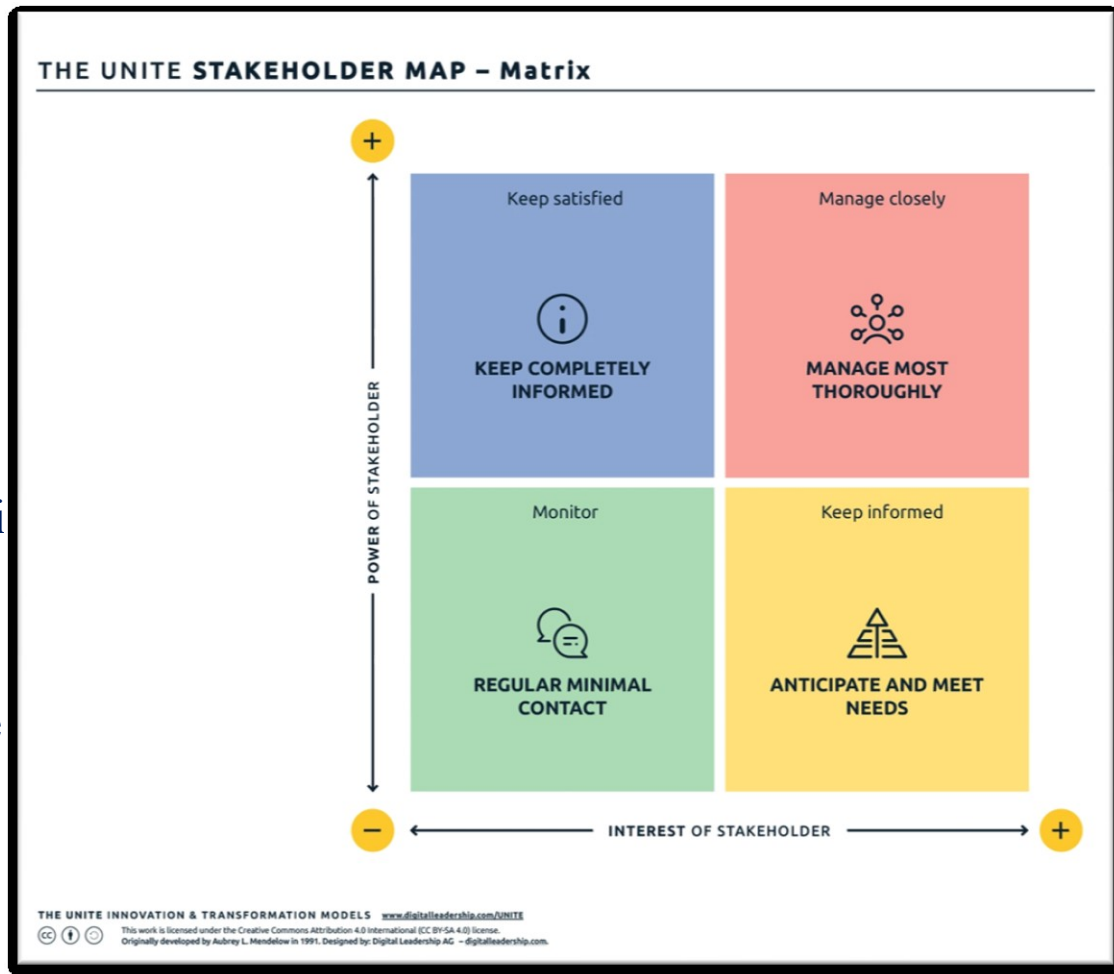 THE UNITE STAKEHOLDER MAP – Matrix
+
Keep satisfied
KEEP COMPLETELY
INFORMED
Manage closely
MANAGE MOST
THOROUGHLY
POWER OF STAKEHOLDER
Monitor
REGULAR MINIMAL
CONTACT
Keep informed
ANTICIPATE AND MEET
NEEDS
−
INTEREST OF STAKEHOLDER
+
THE UNITE INNOVATION & TRANSFORMATION MODELS www.digitalleadership.com/UNITE
This work is licensed under the Creative Commons Attribution 4.0 International (CC BY-SA 4.0) license.
Originally developed by Aubrey L. Mendelow in 1991. Designed by: Digital Leadership AG – digitalleadership.com.